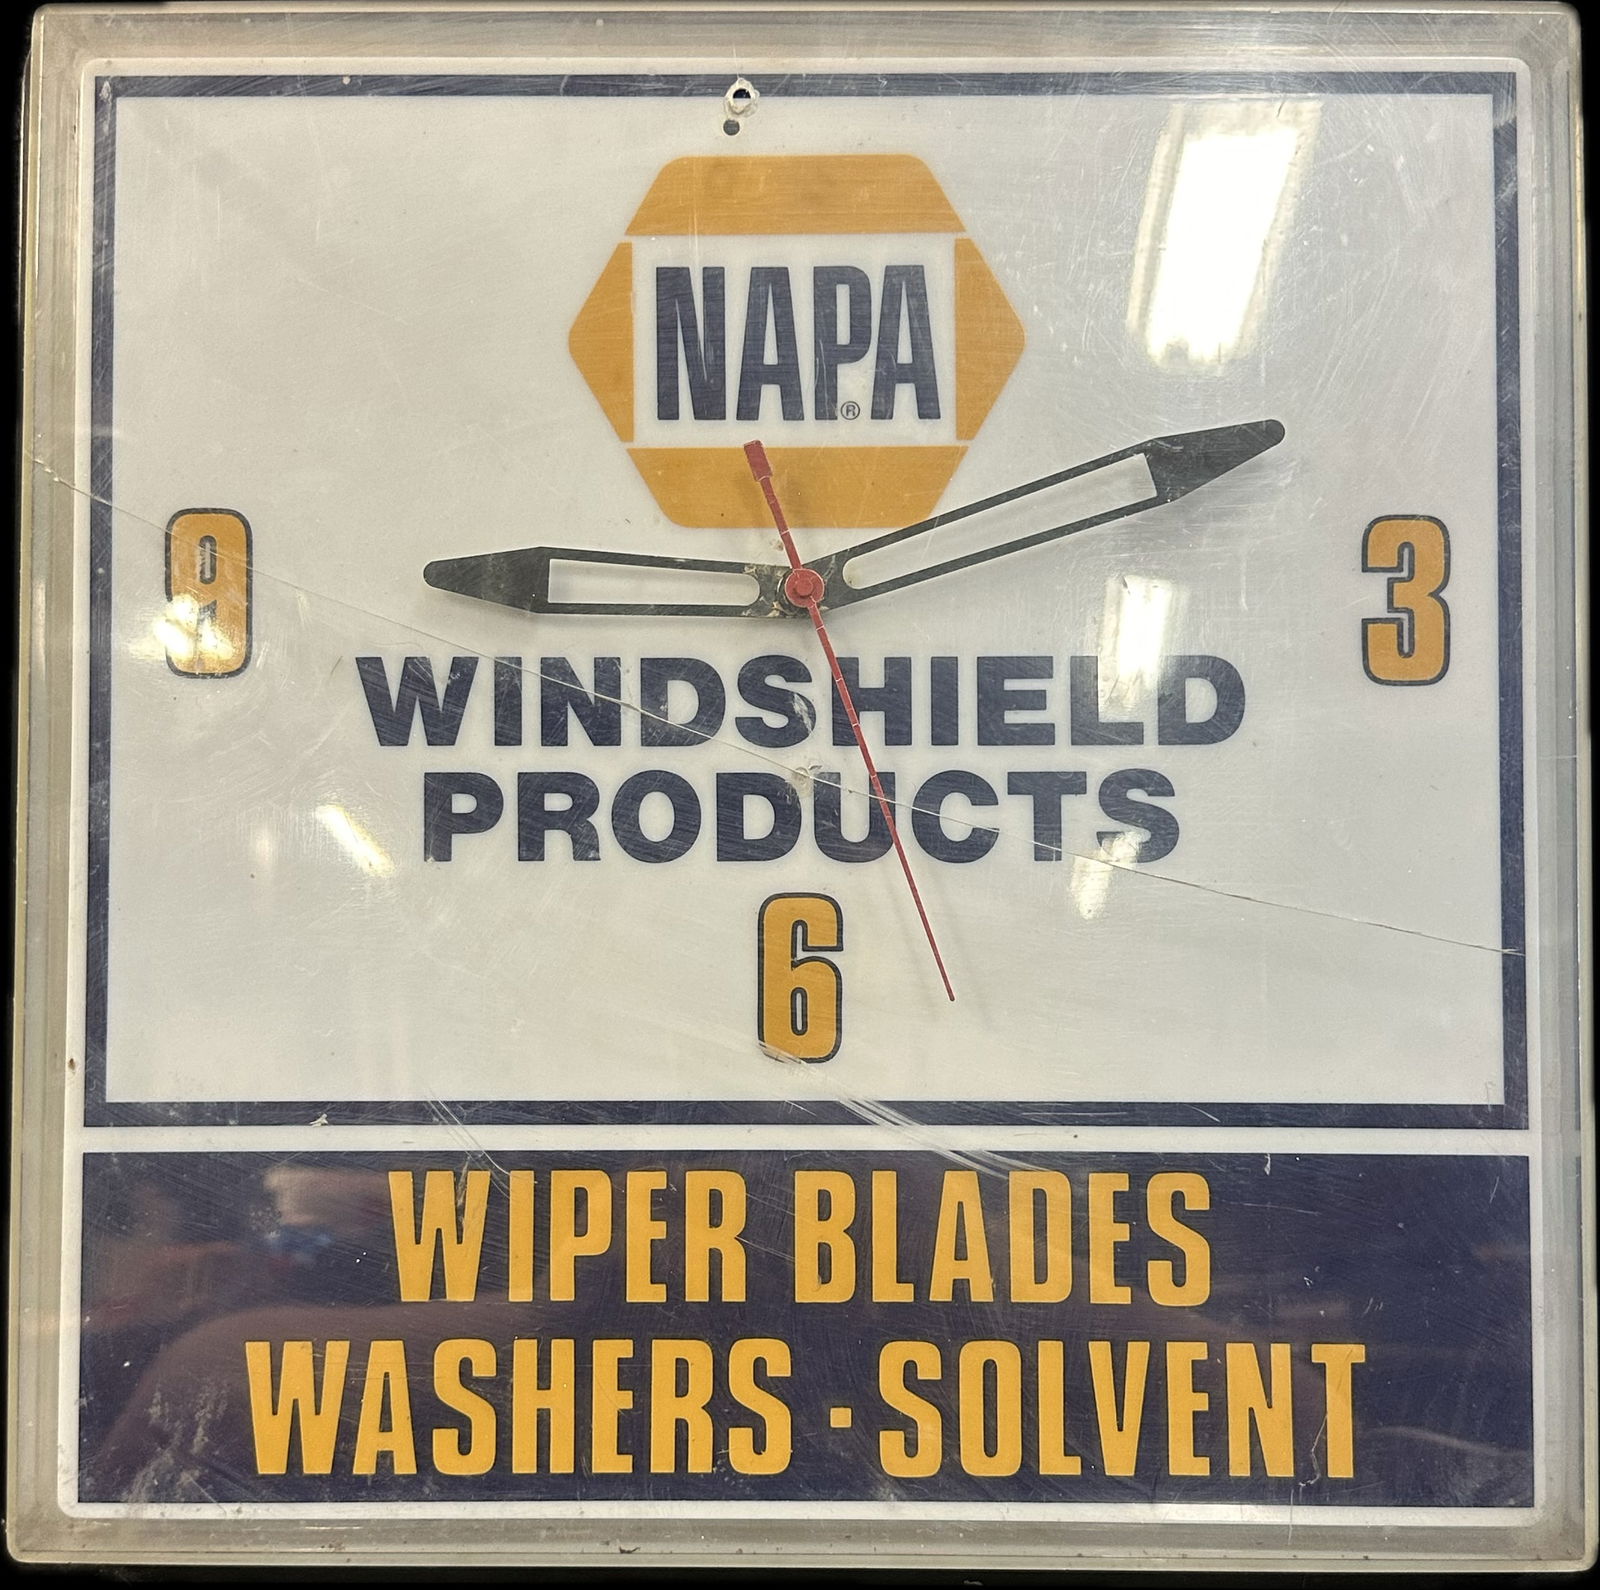 NAPA®
9
3
WINDSHIELD
PRODUCTS
6
WIPER BLADES
WASHERS · SOLVENT